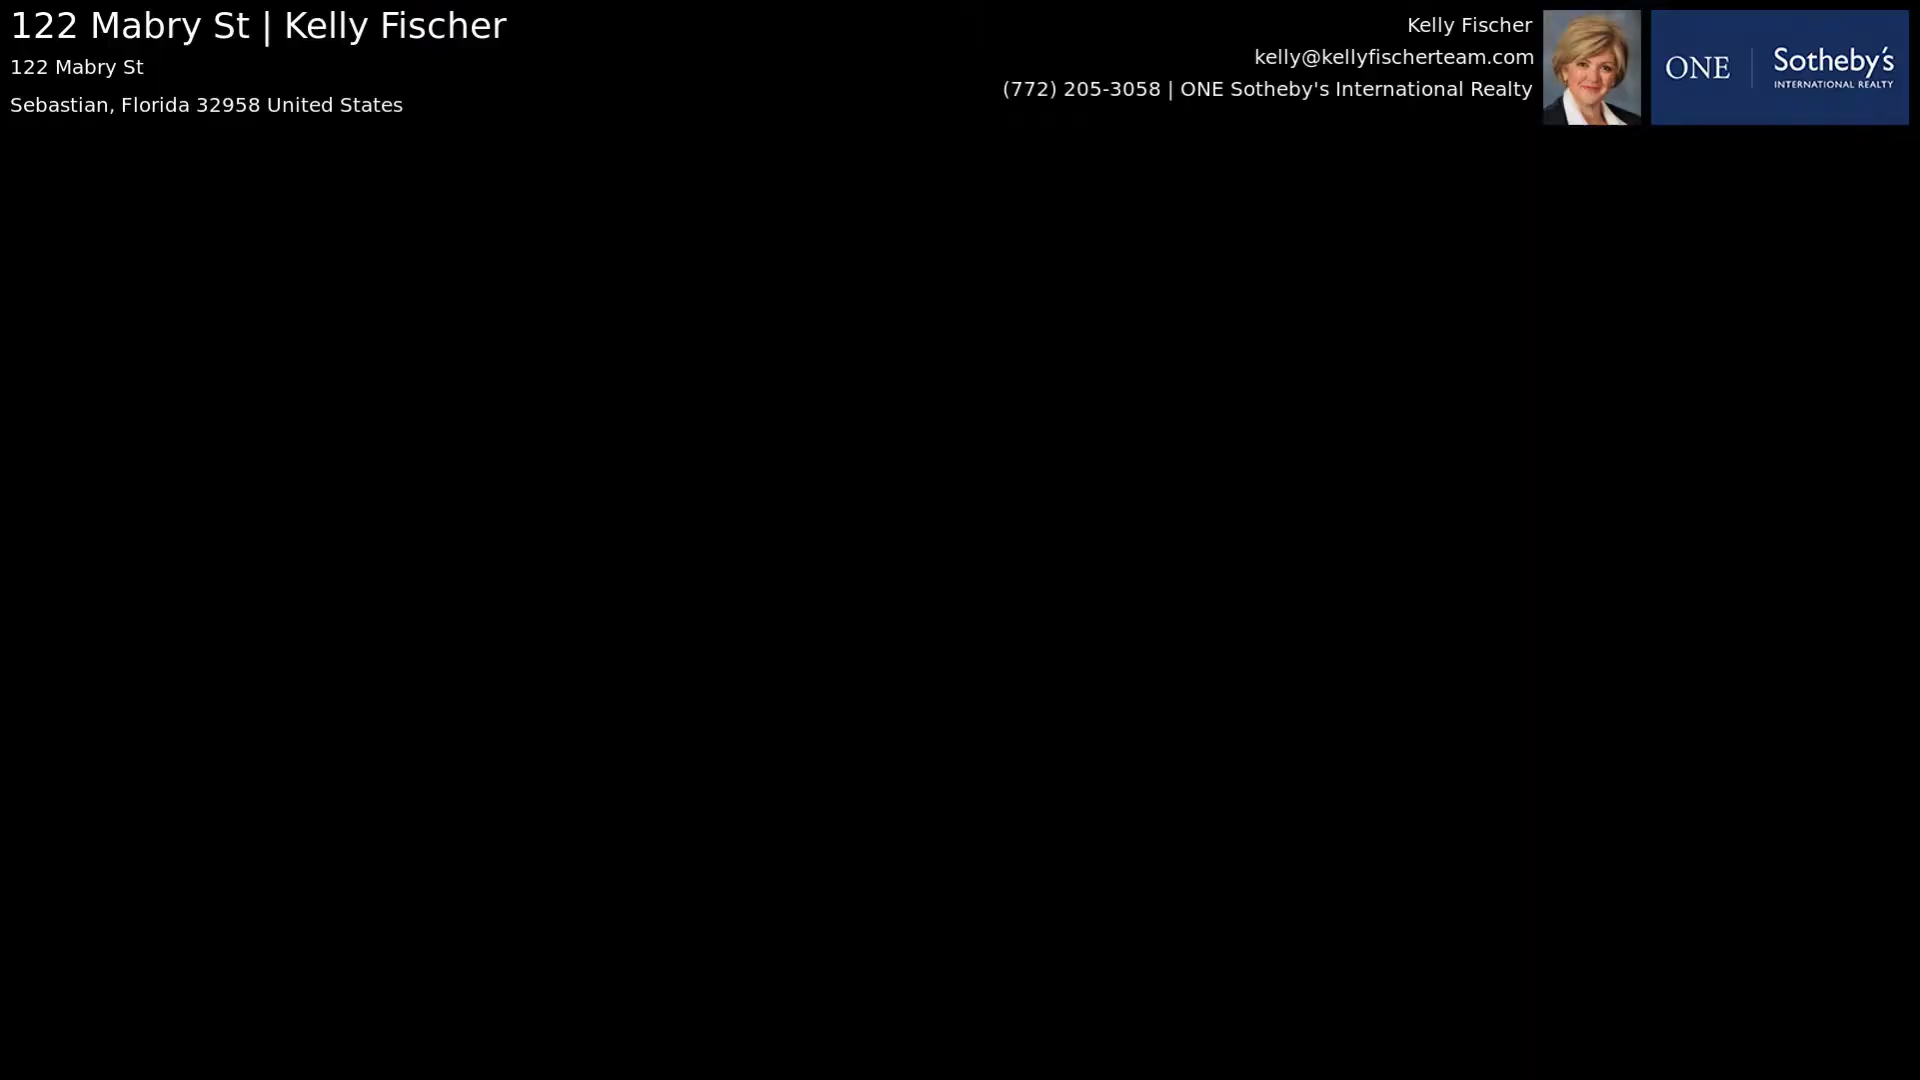 122 Mabry St | Kelly Fischer
122 Mabry St
Sebastian, Florida 32958 United States
Kelly Fischer
kelly@kellyfischerteam.com
(772) 205-3058 | ONE Sotheby's International Realty
ONE | Sotheby's
INTERNATIONAL REALTY